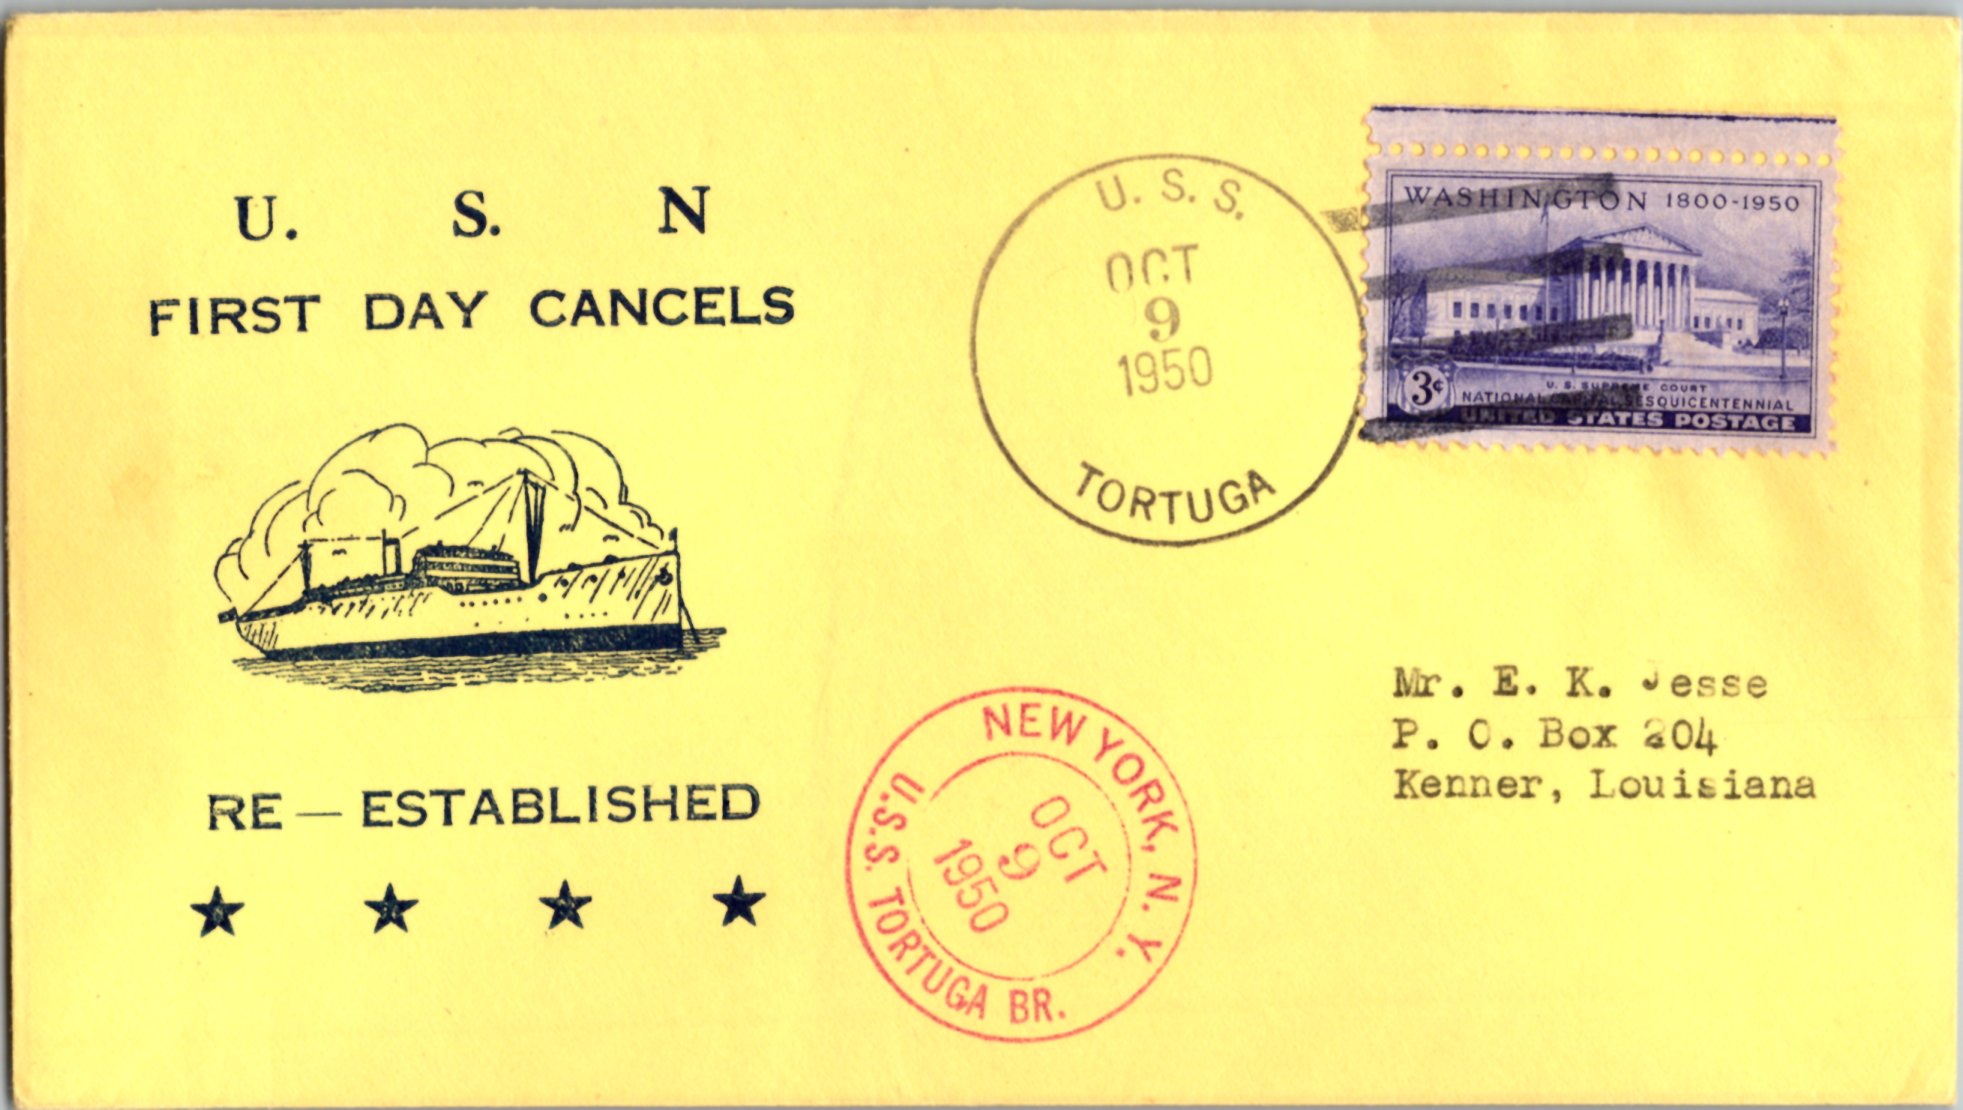 U. S. N
FIRST DAY CANCELS
RE — ESTABLISHED
U. S. S.
OCT
9
1950
TORTUGA
WASHINGTON 1800-1950
3¢
U. S. SUPREME COURT
NATIONAL CAPITAL SESQUICENTENNIAL
UNITED STATES POSTAGE
NEW YORK, N. Y.
OCT
9
1950
U.S.S. TORTUGA BR.
Mr. E. K. Jesse
P. O. Box 204
Kenner, Louisiana